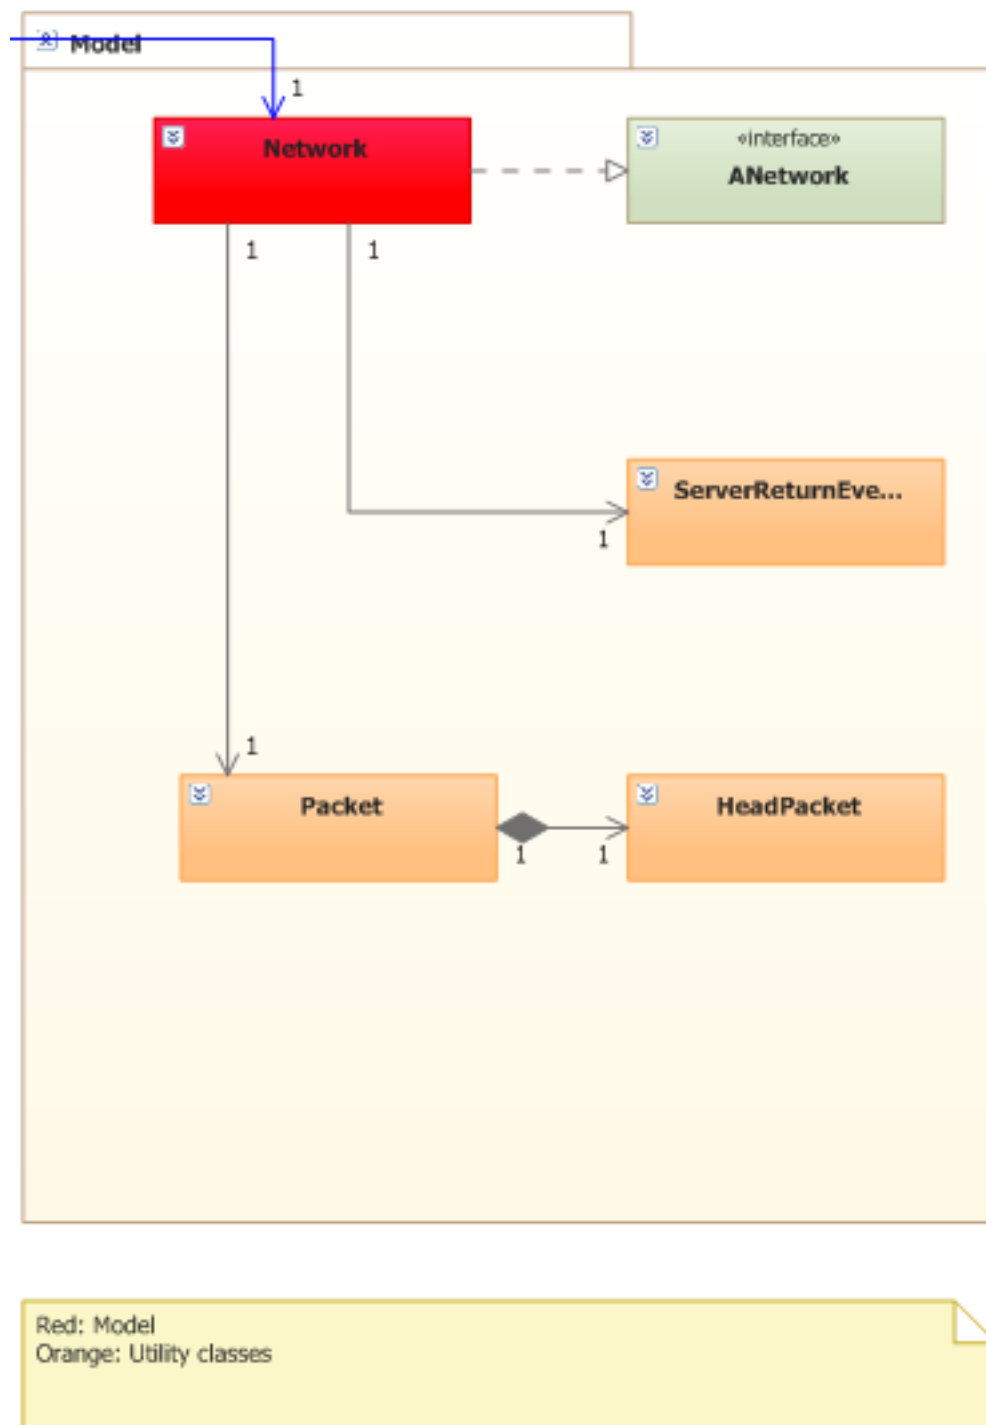 Model
1
Network
«interface»
ANetwork
1
1
ServerReturnEve...
1
1
Packet
HeadPacket
1
1
Red: Model
Orange: Utility classes